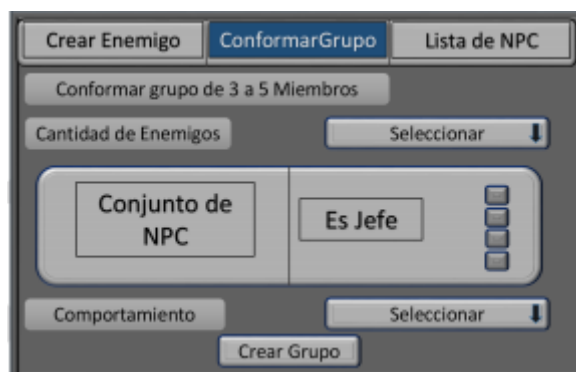 Crear Enemigo ConformarGrupo Lista de NPC
Conformar grupo de 3 a 5 Miembros
Cantidad de Enemigos Seleccionar
Conjunto de
NPC
Es Jefe
Comportamiento Seleccionar
Crear Grupo